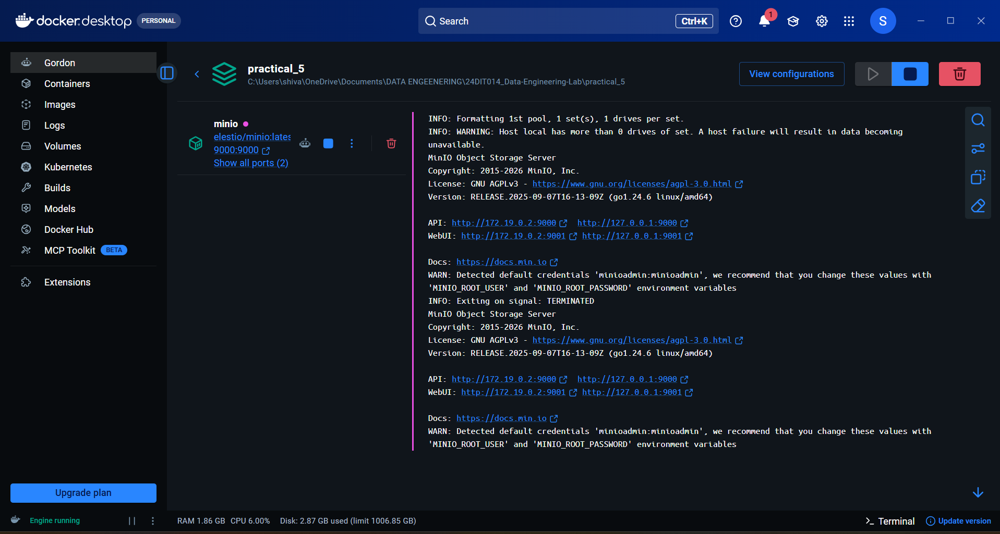 docker.desktop PERSONAL
Search Ctrl+K
1
S
Gordon
Containers
Images
Logs
Volumes
Kubernetes
Builds
Models
Docker Hub
MCP Toolkit BETA
Extensions
Upgrade plan
practical_5
C:\Users\shiva\OneDrive\Documents\DATA ENGEENERING\24DIT014_Data-Engineering-Lab\practical_5
View configurations
minio
elestio/minio:lates
9000:9000
Show all ports (2)
INFO: Formatting 1st pool, 1 set(s), 1 drives per set.
INFO: WARNING: Host local has more than 0 drives of set. A host failure will result in data becoming
unavailable.
MinIO Object Storage Server
Copyright: 2015-2026 MinIO, Inc.
License: GNU AGPLv3 - https://www.gnu.org/licenses/agpl-3.0.html
Version: RELEASE.2025-09-07T16-13-09Z (go1.24.6 linux/amd64)
API: http://172.19.0.2:9000 http://127.0.0.1:9000
WebUI: http://172.19.0.2:9001 http://127.0.0.1:9001
Docs: https://docs.min.io
WARN: Detected default credentials 'minioadmin:minioadmin', we recommend that you change these values with
'MINIO_ROOT_USER' and 'MINIO_ROOT_PASSWORD' environment variables
INFO: Exiting on signal: TERMINATED
MinIO Object Storage Server
Copyright: 2015-2026 MinIO, Inc.
License: GNU AGPLv3 - https://www.gnu.org/licenses/agpl-3.0.html
Version: RELEASE.2025-09-07T16-13-09Z (go1.24.6 linux/amd64)
API: http://172.19.0.2:9000 http://127.0.0.1:9000
WebUI: http://172.19.0.2:9001 http://127.0.0.1:9001
Docs: https://docs.min.io
WARN: Detected default credentials 'minioadmin:minioadmin', we recommend that you change these values with
'MINIO_ROOT_USER' and 'MINIO_ROOT_PASSWORD' environment variables
Engine running
RAM 1.86 GB CPU 6.00% Disk: 2.87 GB used (limit 1006.85 GB)
Terminal
Update version